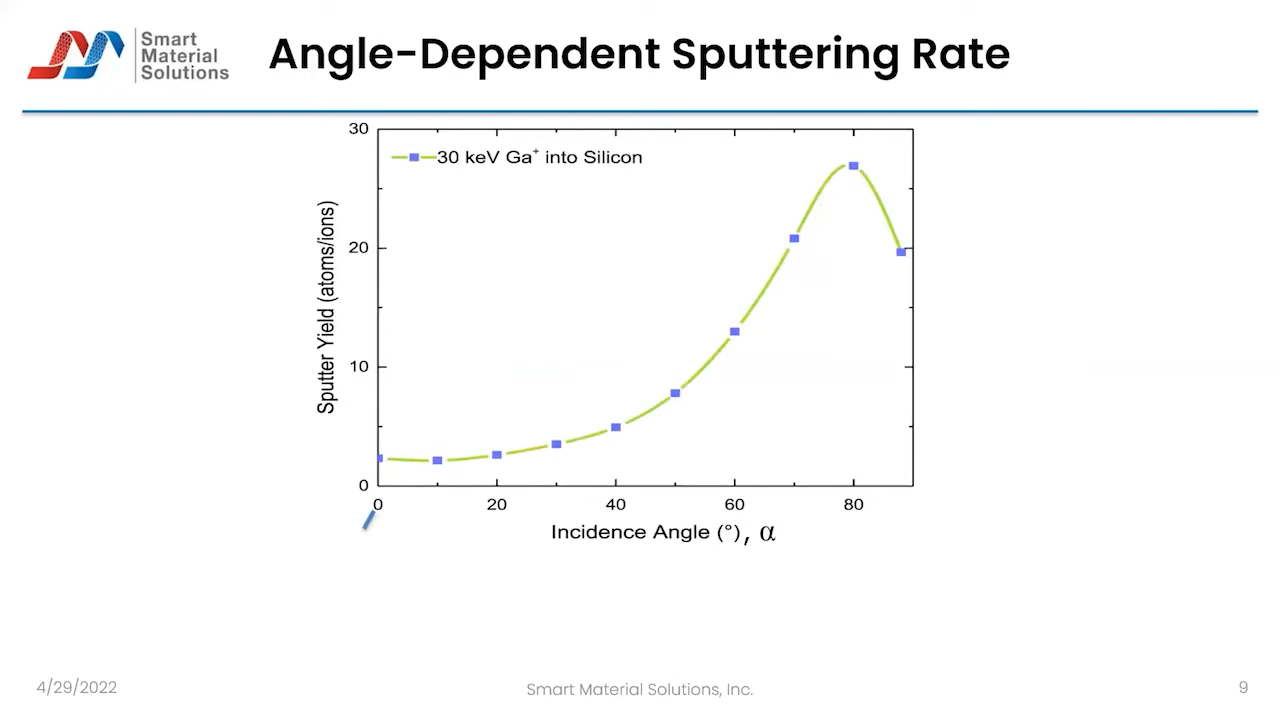 Smart
Material
Solutions
Angle-Dependent Sputtering Rate
30 keV Ga⁺ into Silicon
Sputter Yield (atoms/ions)
30
20
10
0
0 20 40 60 80
Incidence Angle (°), α
4/29/2022
Smart Material Solutions, Inc.
9